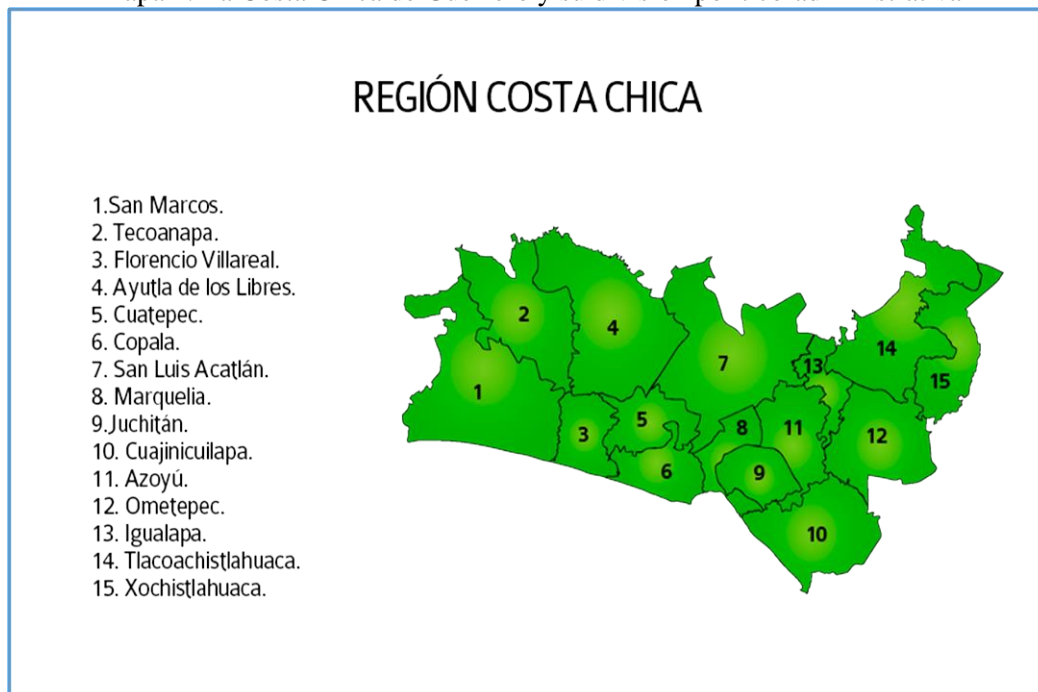 REGIÓN COSTA CHICA
1.San Marcos.
2. Tecoanapa.
3. Florencio Villareal.
4. Ayutla de los Libres.
5. Cuatepec.
6. Copala.
7. San Luis Acatlán.
8. Marquelia.
9.Juchitán.
10. Cuajinicuilapa.
11. Azoyú.
12. Ometepec.
13. Igualapa.
14. Tlacoachistlahuaca.
15. Xochistlahuaca.
2
4
7
13
14
15
1
3
5
8
11
12
6
9
10